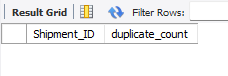 Result Grid Filter Rows:
Shipment_ID duplicate_count